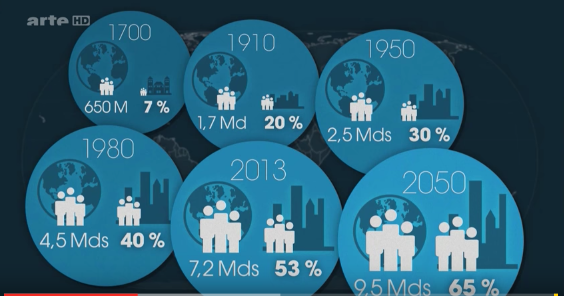 arte HD
1700
650 M 7 %
1910
1,7 Md 20 %
1950
2,5 Mds 30 %
1980
4,5 Mds 40 %
2013
7,2 Mds 53 %
2050
9,5 Mds 65 %